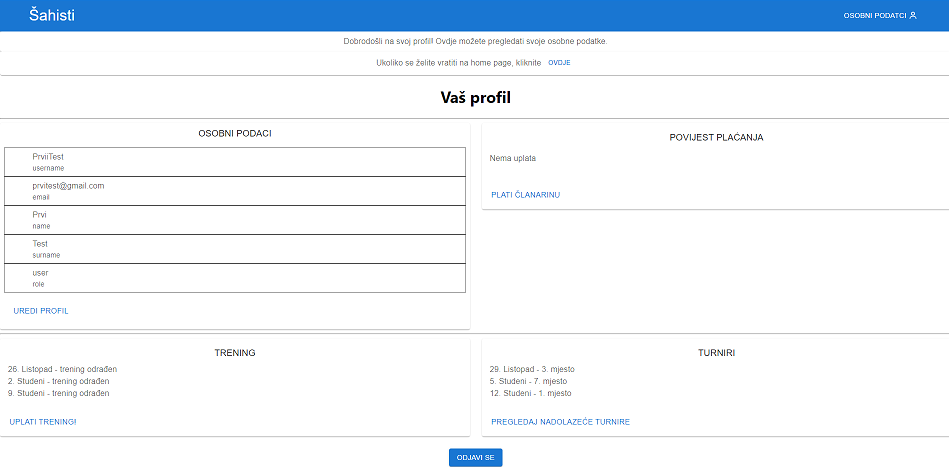 Šahisti
OSOBNI PODATCI
Dobrodošli na svoj profil! Ovdje možete pregledati svoje osobne podatke.
Ukoliko se želite vratiti na home page, kliknite OVDJE
Vaš profil
OSOBNI PODACI
PrviiTest
username
prvitest@gmail.com
email
Prvi
name
Test
surname
user
role
UREDI PROFIL
POVIJEST PLAĆANJA
Nema uplata
PLATI ČLANARINU
TRENING
26. Listopad - trening odrađen
2. Studeni - trening odrađen
9. Studeni - trening odrađen
UPLATI TRENING!
TURNIRI
29. Listopad - 3. mjesto
5. Studeni - 7. mjesto
12. Studeni - 1. mjesto
PREGLEDAJ NADOLAZEĆE TURNIRE
ODJAVI SE